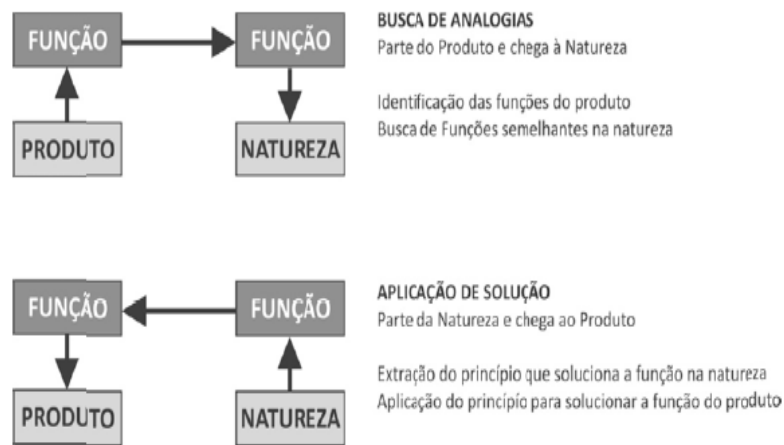 FUNÇÃO
FUNÇÃO
PRODUTO
NATUREZA
BUSCA DE ANALOGIAS
Parte do Produto e chega à Natureza
Identificação das funções do produto
Busca de Funções semelhantes na natureza
FUNÇÃO
FUNÇÃO
PRODUTO
NATUREZA
APLICAÇÃO DE SOLUÇÃO
Parte da Natureza e chega ao Produto
Extração do princípio que soluciona a função na natureza
Aplicação do princípio para solucionar a função do produto